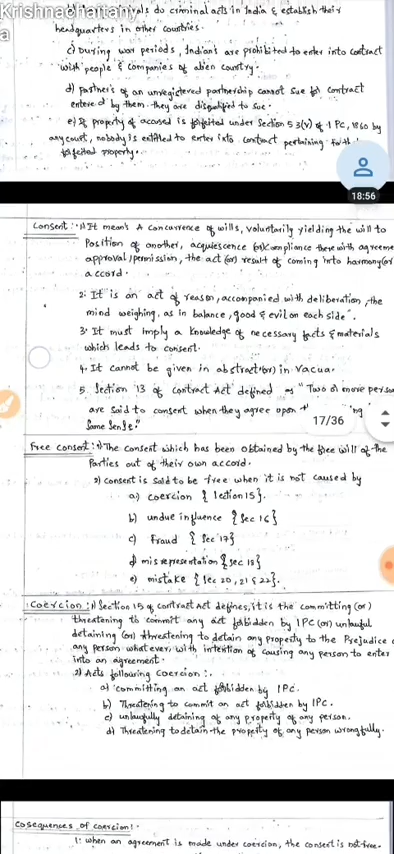 rivals do criminal acts in India & establish their
Krishnachaitany
a
headquarters in other countries.
c) During war periods, Indian's are prohibited to enter into contract
with people & companies of alien country.
d) Partner's of an unregistered partnership cannot sue for contract
entered by them. they are disqualified to sue.
e) If property of accused is forfeited under Section 53(V) of IPC, 1860 by
any court, nobody is entitled to enter into contract pertaining to
forfeited property.
18:56
Consent:- 1) It means A concurrence of wills, voluntarily yielding the will to
Position of another, acquiescence (or) compliance there with agreeme
approval, permission, the act (or) result of coming into harmony (or
accord.
2. It is an act of reason, accompanied with deliberation, the
mind weighing, as in balance, good & evil on each side".
3. It must imply a knowledge of necessary facts & materials
which leads to consent.
4. It cannot be given in abstract (or) in vacua.
5. Section 13 of Contract Act defined as "Two or more perso
are said to consent when they agree upon ing
Same Sense."
17/36
Free consent:- 1) The consent which has been obtained by the free will of the
Parties out of their own accord.
2) consent is said to be free when it is not caused by
a) coercion { Section 15}.
b) undue influence {Sec 16}
c) Fraud {Sec 17}
d) misrepresentation {Sec 18}
e) mistake {Sec 20, 21 & 22}.
Coercion:- 1) Section 15 of contract Act defines, it is the committing (or)
threatening to commit any act forbidden by IPC (or) unlawful
detaining (or) threatening to detain any property to the Prejudice o
any person what ever, with intention of causing any person to enter
into an agreement.
2) Acts following coercion:.
a) committing an act forbidden by IPC.
b) Threatening to commit an act forbidden by IPC.
c) unlawfully detaining of any property of any person.
d) Threatening to detain the property of any person wrongfully.
Cosequences of coercion:-
1: when an agreement is made under coercion, the consent is not free.